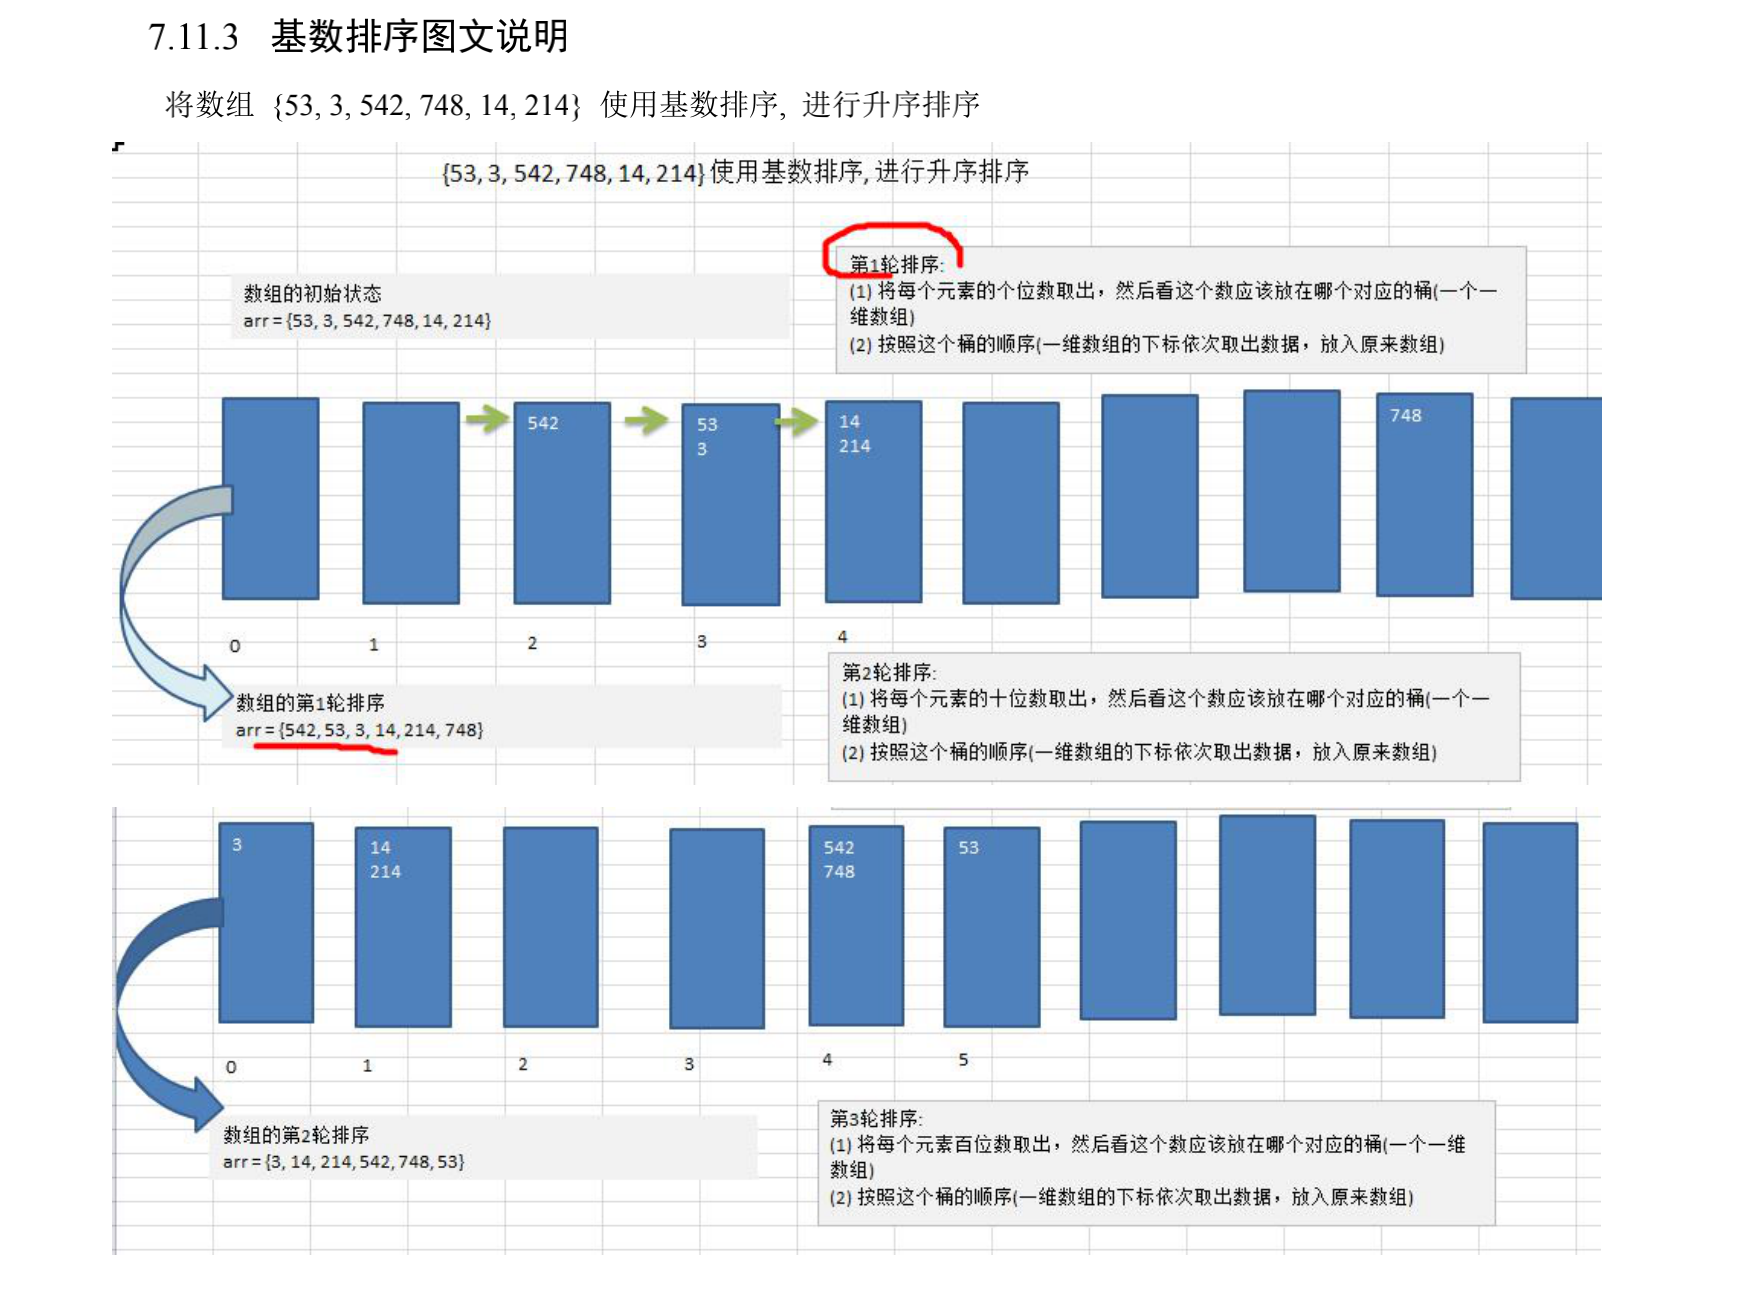 7.11.3 基数排序图文说明
将数组 {53, 3, 542, 748, 14, 214} 使用基数排序, 进行升序排序
{53, 3, 542, 748, 14, 214} 使用基数排序, 进行升序排序
数组的初始状态
arr = {53, 3, 542, 748, 14, 214}
第1轮排序:
(1) 将每个元素的个位数取出，然后看这个数应该放在哪个对应的桶(一个一
维数组)
(2) 按照这个桶的顺序(一维数组的下标依次取出数据，放入原来数组)
542
53
3
14
214
748
0
1
2
3
4
数组的第1轮排序
arr = {542, 53, 3, 14, 214, 748}
第2轮排序:
(1) 将每个元素的十位数取出，然后看这个数应该放在哪个对应的桶(一个一
维数组)
(2) 按照这个桶的顺序(一维数组的下标依次取出数据，放入原来数组)
3
14
214
542
748
53
0
1
2
3
4
5
数组的第2轮排序
arr = {3, 14, 214, 542, 748, 53}
第3轮排序:
(1) 将每个元素百位数取出，然后看这个数应该放在哪个对应的桶(一个一维
数组)
(2) 按照这个桶的顺序(一维数组的下标依次取出数据，放入原来数组)